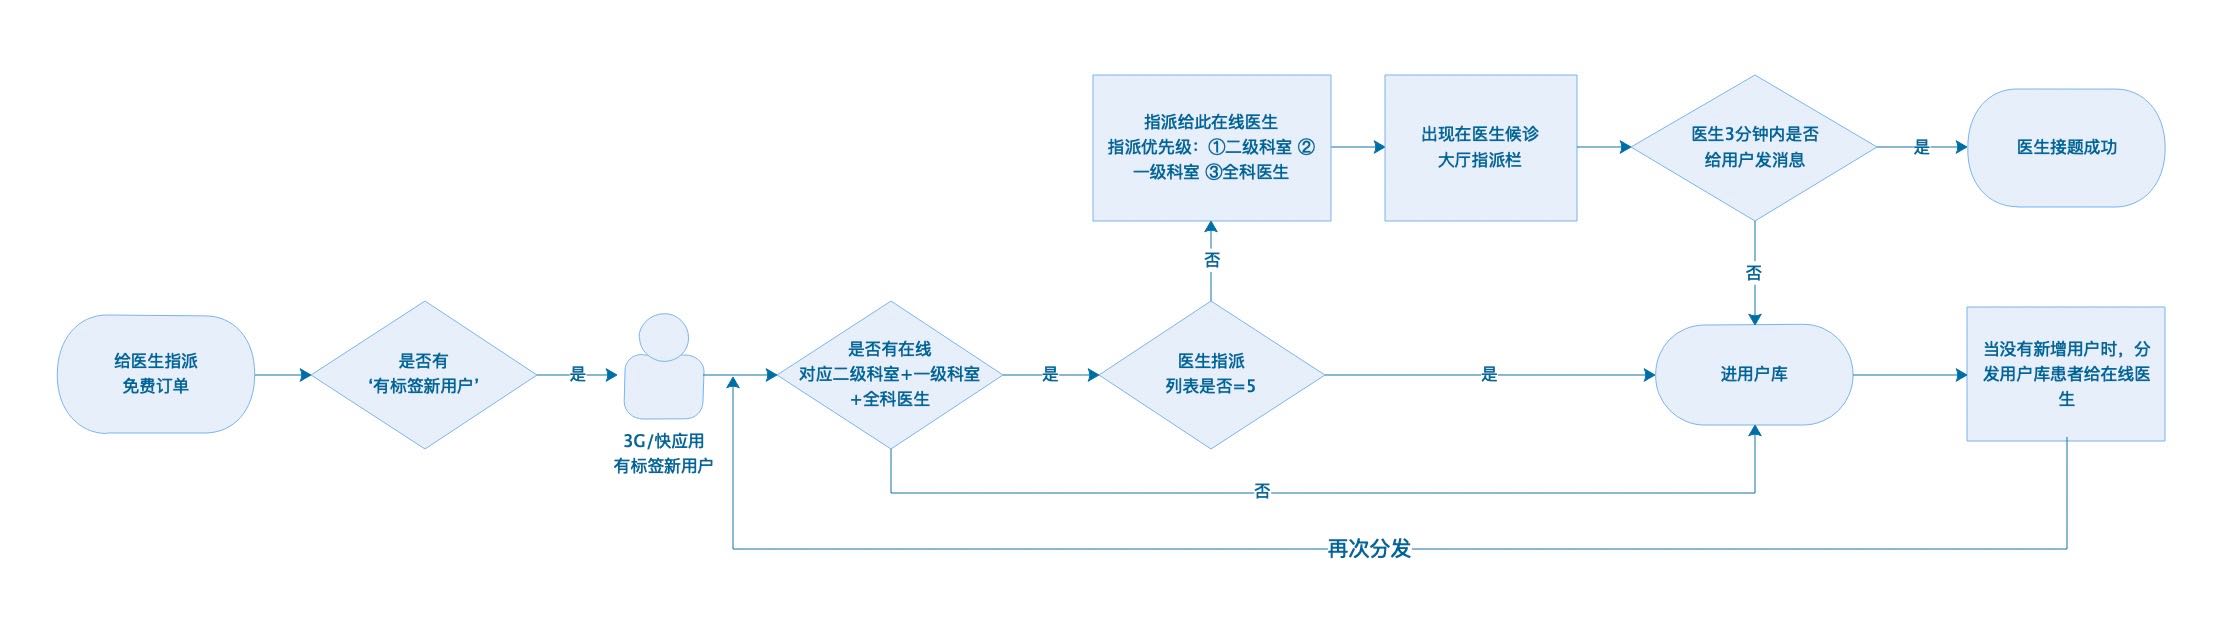 给医生指派
免费订单
是否有
‘有标签新用户’
是
3G/快应用
有标签新用户
是否有在线
对应二级科室+一级科室
+全科医生
是
医生指派
列表是否=5
否
指派给此在线医生
指派优先级：①二级科室 ②
一级科室 ③全科医生
出现在医生候诊
大厅指派栏
医生3分钟内是否
给用户发消息
是
医生接题成功
否
是
进用户库
当没有新增用户时，分
发用户库患者给在线医
生
否
再次分发